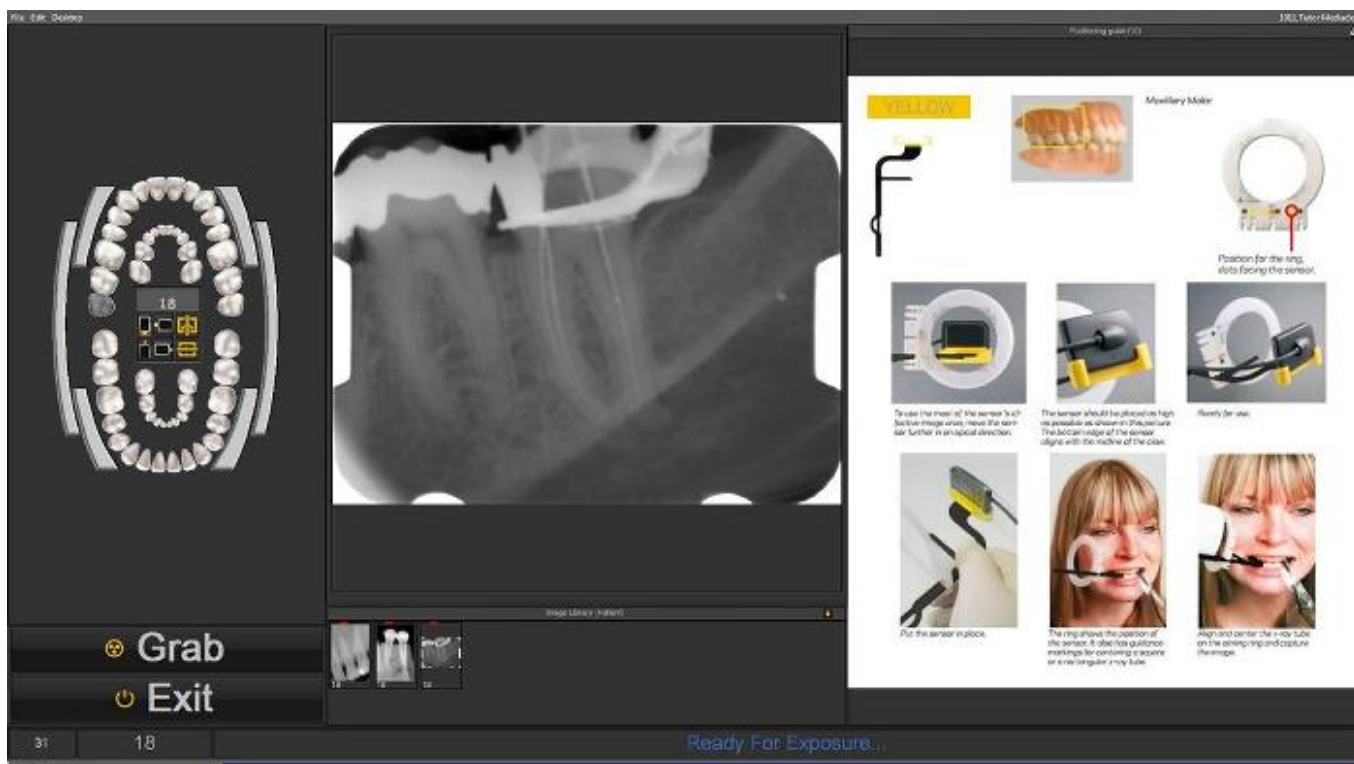 File Edit Desktop
Positioning guide
YELLOW
Maxillary Molar
Position for the ring,
dots facing the sensor.
18
To use the most of the sensor's ef-
fective image area, move the sen-
sor further in an apical direction.
The sensor should be placed as high
as possible as shown in this picture.
The bottom edge of the sensor
aligns with the midline of the claw.
Ready for use.
Put the sensor in place.
The ring shows the position of
the sensor. It also has guidance
markings for centering a square
or a rectangular x-ray tube.
Align and center the x-ray tube
on the aiming ring and capture
the image.
Image Library (Patient)
Grab
Exit
31
18
Ready For Exposure...